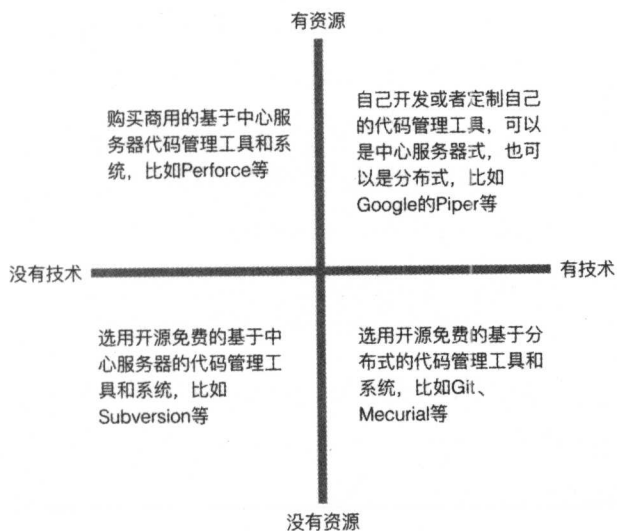 有资源
购买商用的基于中心服
务器代码管理工具和系
统，比如Perforce等
自己开发或者定制自己
的代码管理工具，可以
是中心服务器式，也可
以是分布式，比如
Google的Piper等
没有技术
有技术
选用开源免费的基于中
心服务器的代码管理工
具和系统，比如
Subversion等
选用开源免费的基于分
布式的代码管理工具和
系统，比如Git、
Mecurial等
没有资源